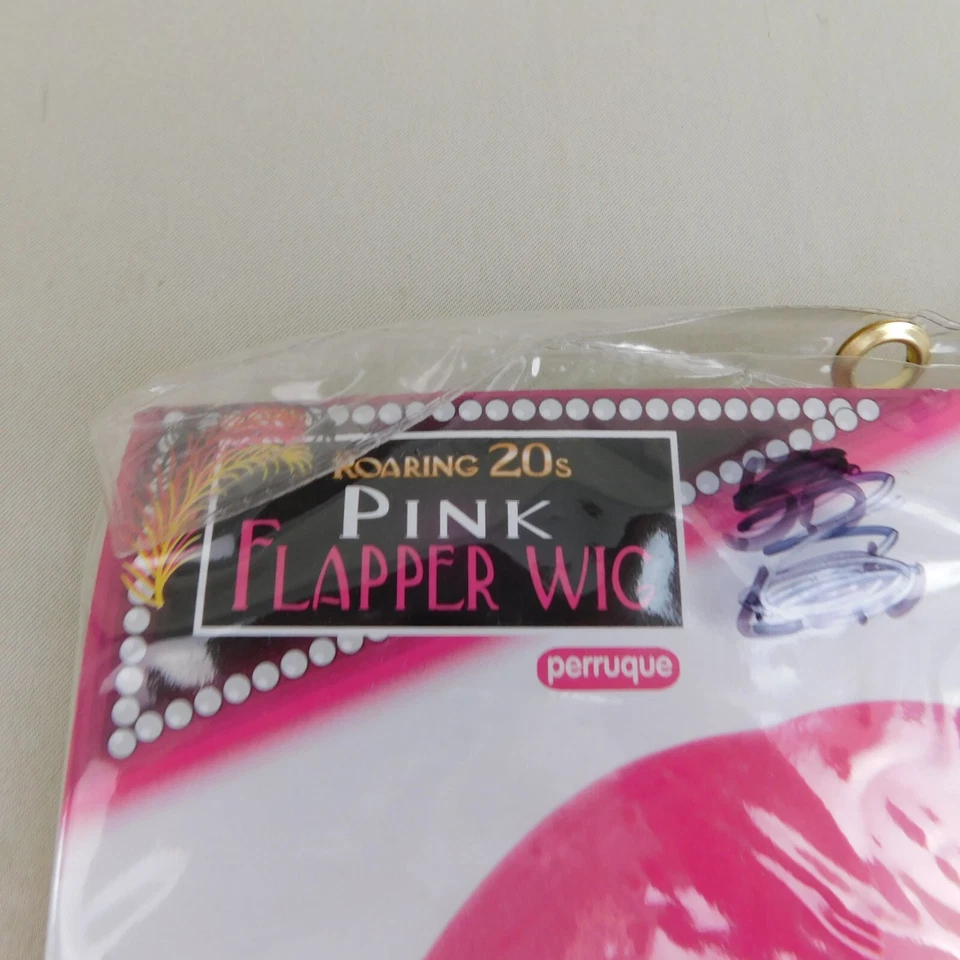 ROARING 20s
PINK
FLAPPER WIG
perruque